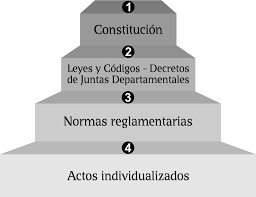 1
Constitución
2
Leyes y Códigos - Decretos
de Juntas Departamentales
3
Normas reglamentarias
4
Actos individualizados